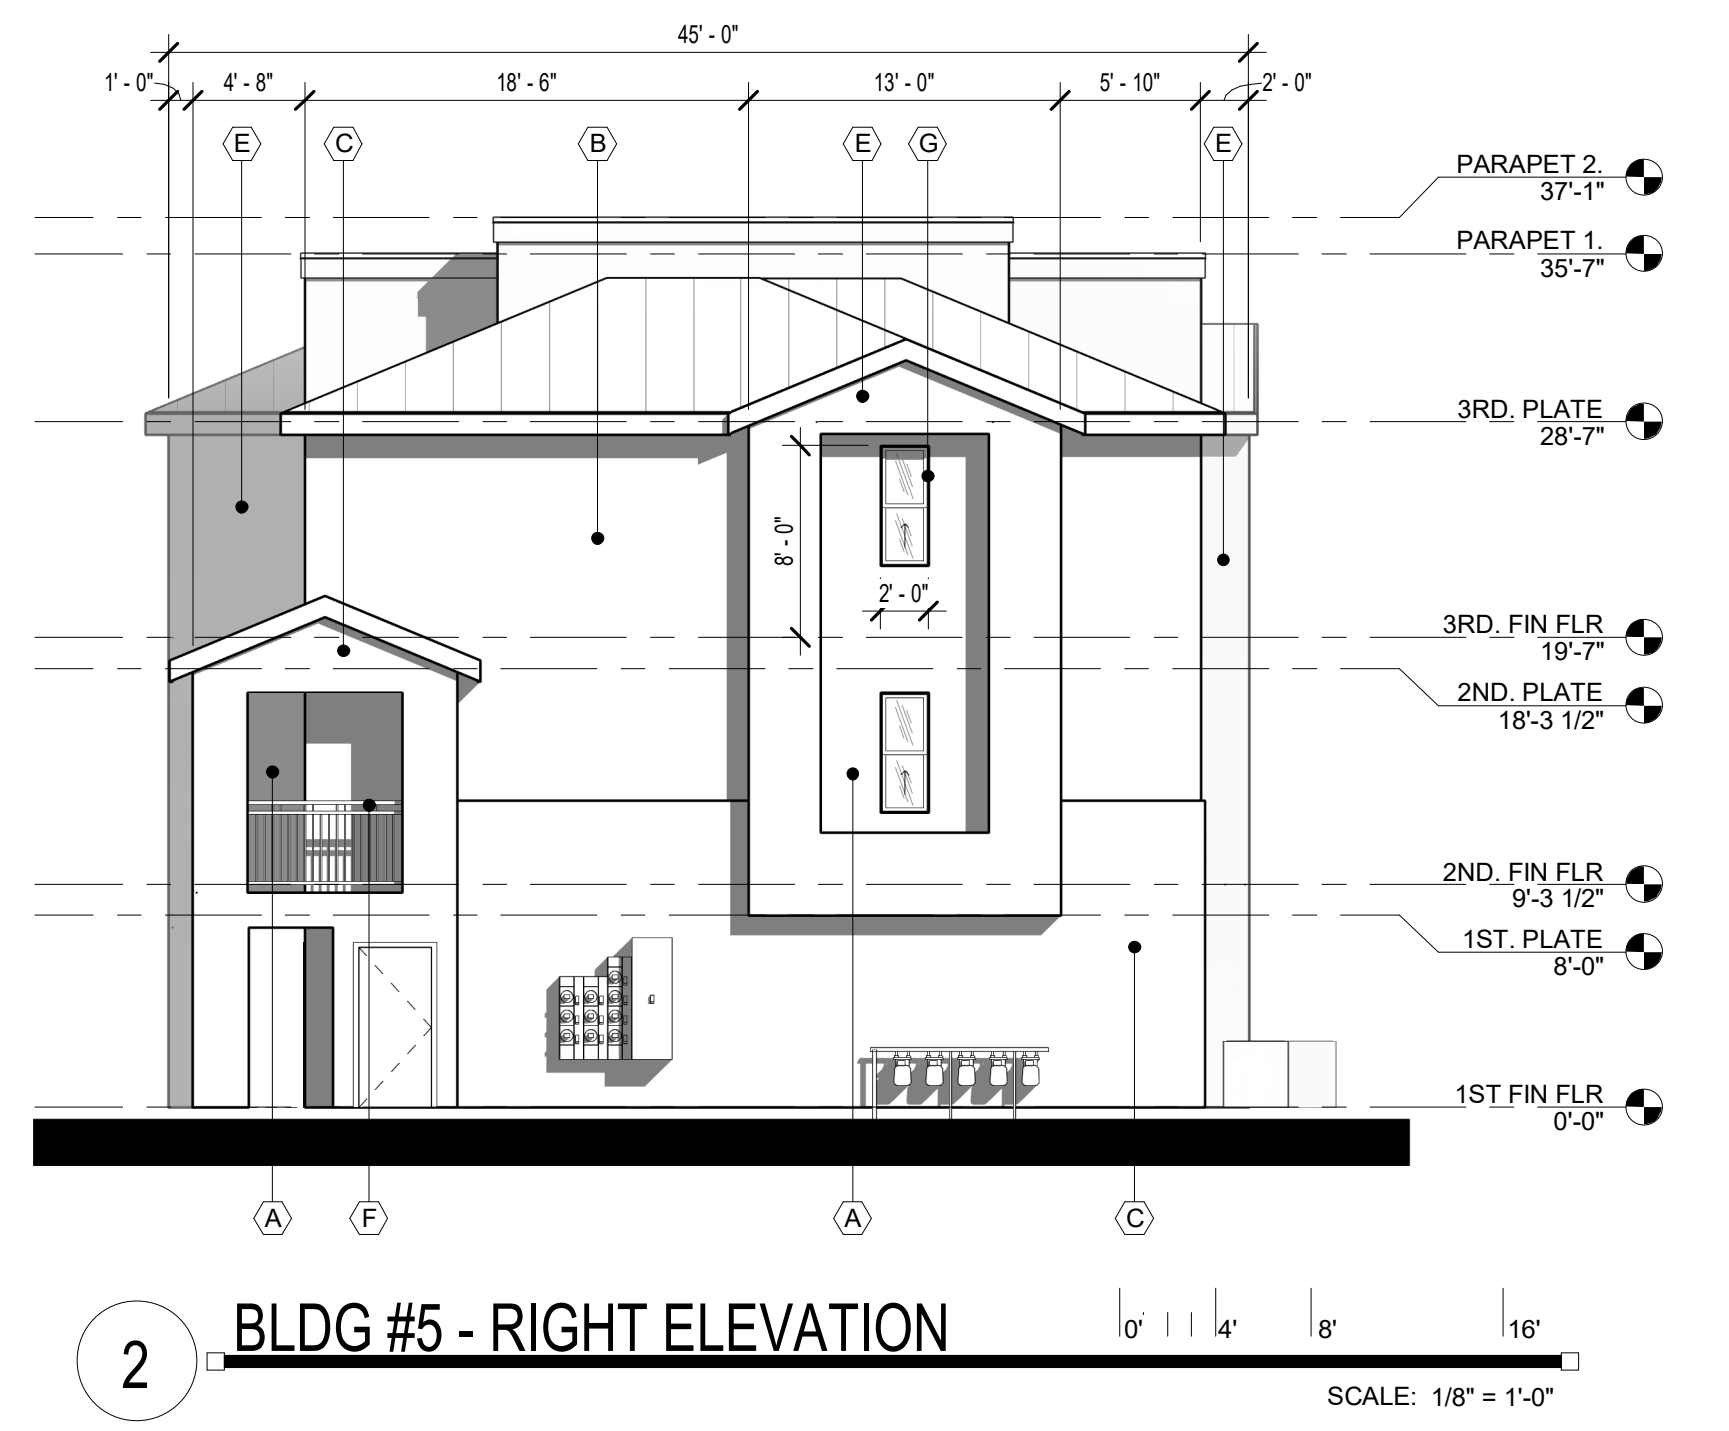 45' - 0"
1' - 0"
4' - 8"
18' - 6"
13' - 0"
5' - 10"
2' - 0"
E
C
B
E
G
E
PARAPET 2.
37'-1"
PARAPET 1.
35'-7"
3RD. PLATE
28'-7"
8' - 0"
2' - 0"
3RD. FIN FLR
19'-7"
2ND. PLATE
18'-3 1/2"
2ND. FIN FLR
9'-3 1/2"
1ST. PLATE
8'-0"
1ST FIN FLR
0'-0"
A
F
A
C
2
BLDG #5 - RIGHT ELEVATION
0'
4'
8'
16'
SCALE: 1/8" = 1'-0"